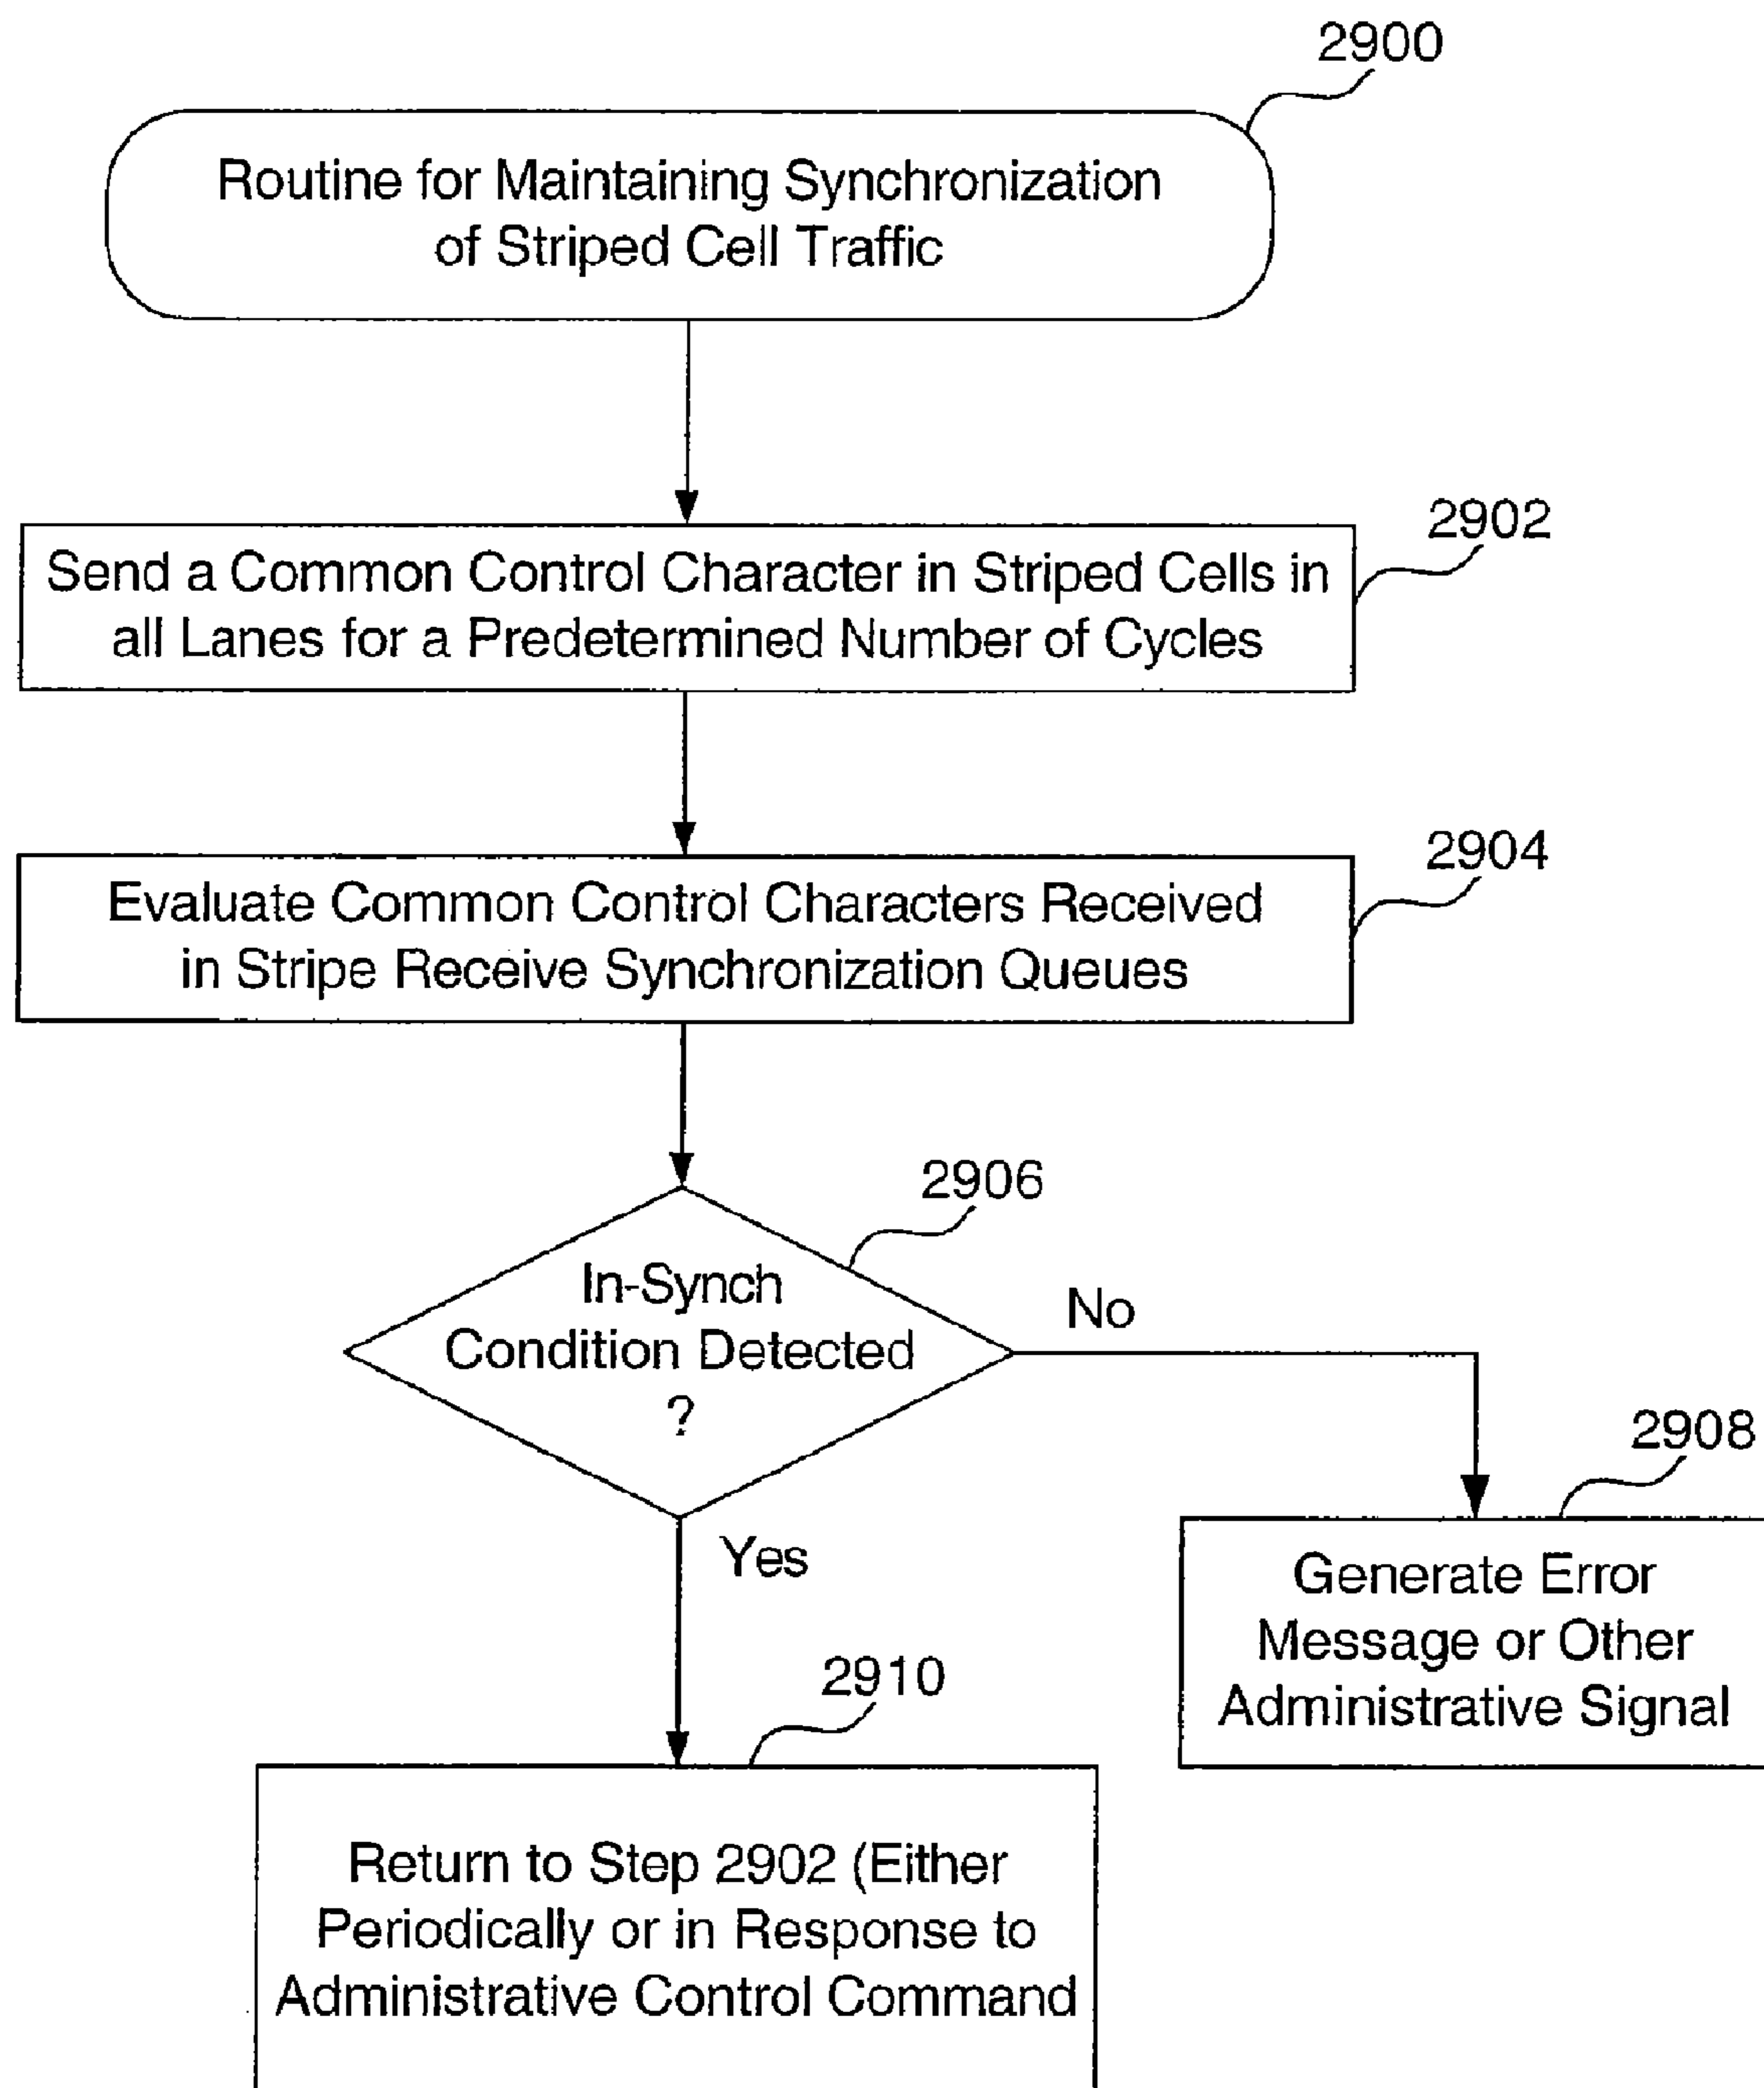 2900
Routine for Maintaining Synchronization
of Striped Cell Traffic
2902
Send a Common Control Character in Striped Cells in
all Lanes for a Predetermined Number of Cycles
2904
Evaluate Common Control Characters Received
in Stripe Receive Synchronization Queues
2906
In-Synch
Condition Detected
?
No
Yes
2908
Generate Error
Message or Other
Administrative Signal
2910
Return to Step 2902 (Either
Periodically or in Response to
Administrative Control Command